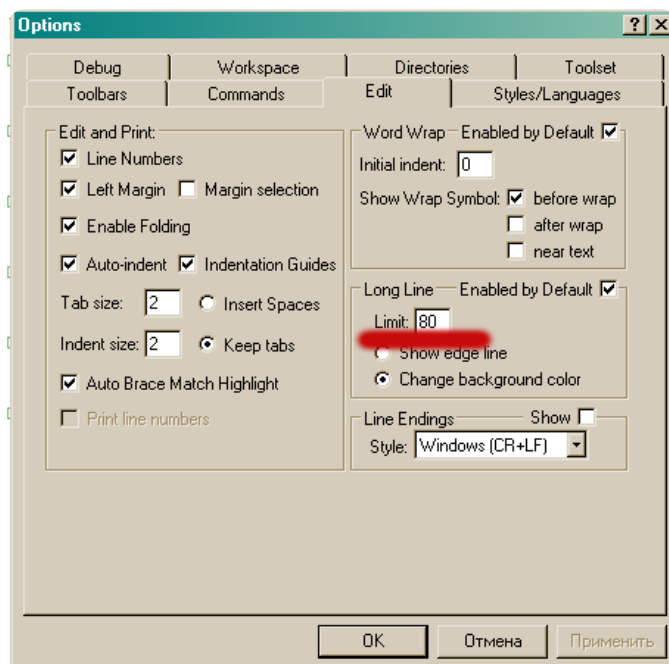 Options
Debug Workspace Directories Toolset
Toolbars Commands Edit Styles/Languages
Edit and Print:
Line Numbers
Left Margin Margin selection
Enable Folding
Auto-indent Indentation Guides
Tab size: 2 Insert Spaces
Indent size: 2 Keep tabs
Auto Brace Match Highlight
Print line numbers
Word Wrap Enabled by Default
Initial indent: 0
Show Wrap Symbol: before wrap
after wrap
near text
Long Line Enabled by Default
Limit: 80
Show edge line
Change background color
Line Endings Show
Style: Windows (CR+LF)
OK Отмена Применить